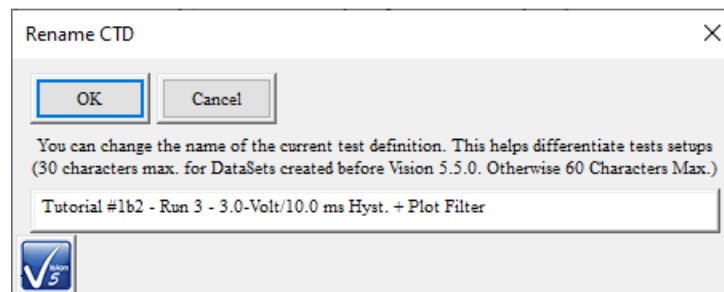 Rename CTD
OK
Cancel
You can change the name of the current test definition. This helps differentiate tests setups
(30 characters max. for DataSets created before Vision 5.5.0. Otherwise 60 Characters Max.)
Tutorial #1b2 - Run 3 - 3.0-Volt/10.0 ms Hyst. + Plot Filter
Vision
5